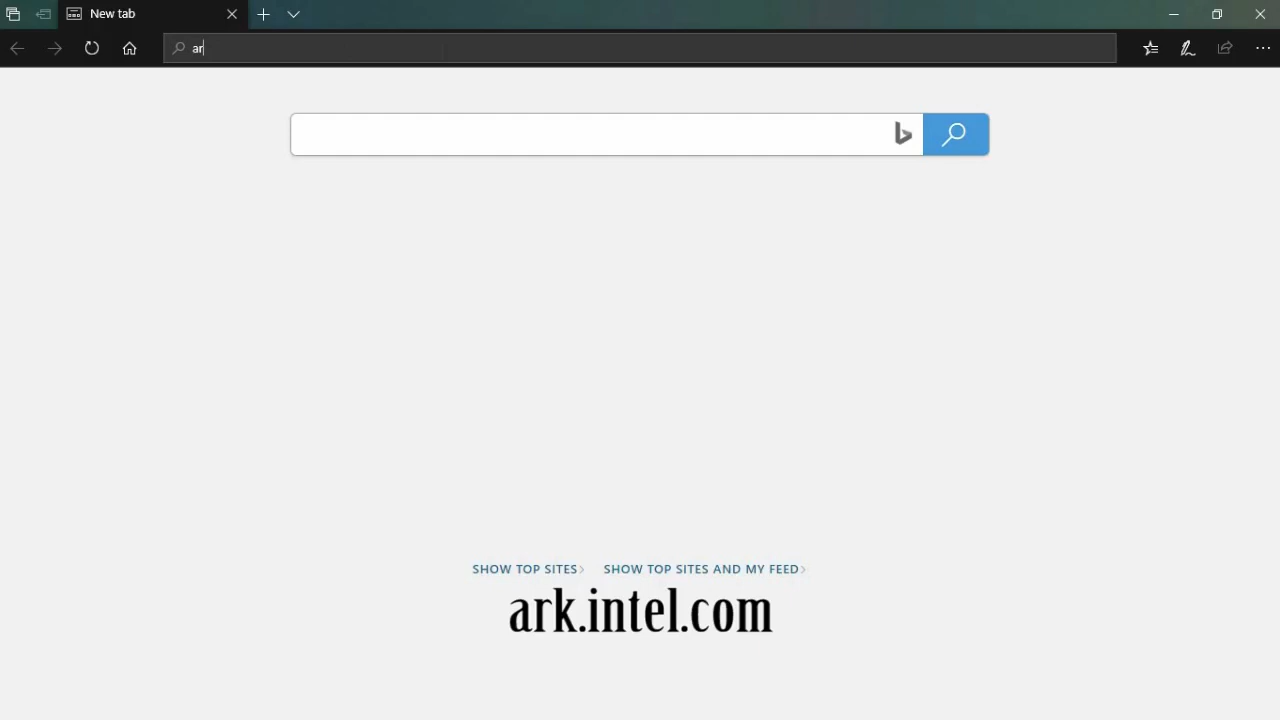 New tab
ar
SHOW TOP SITES
SHOW TOP SITES AND MY FEED
ark.intel.com